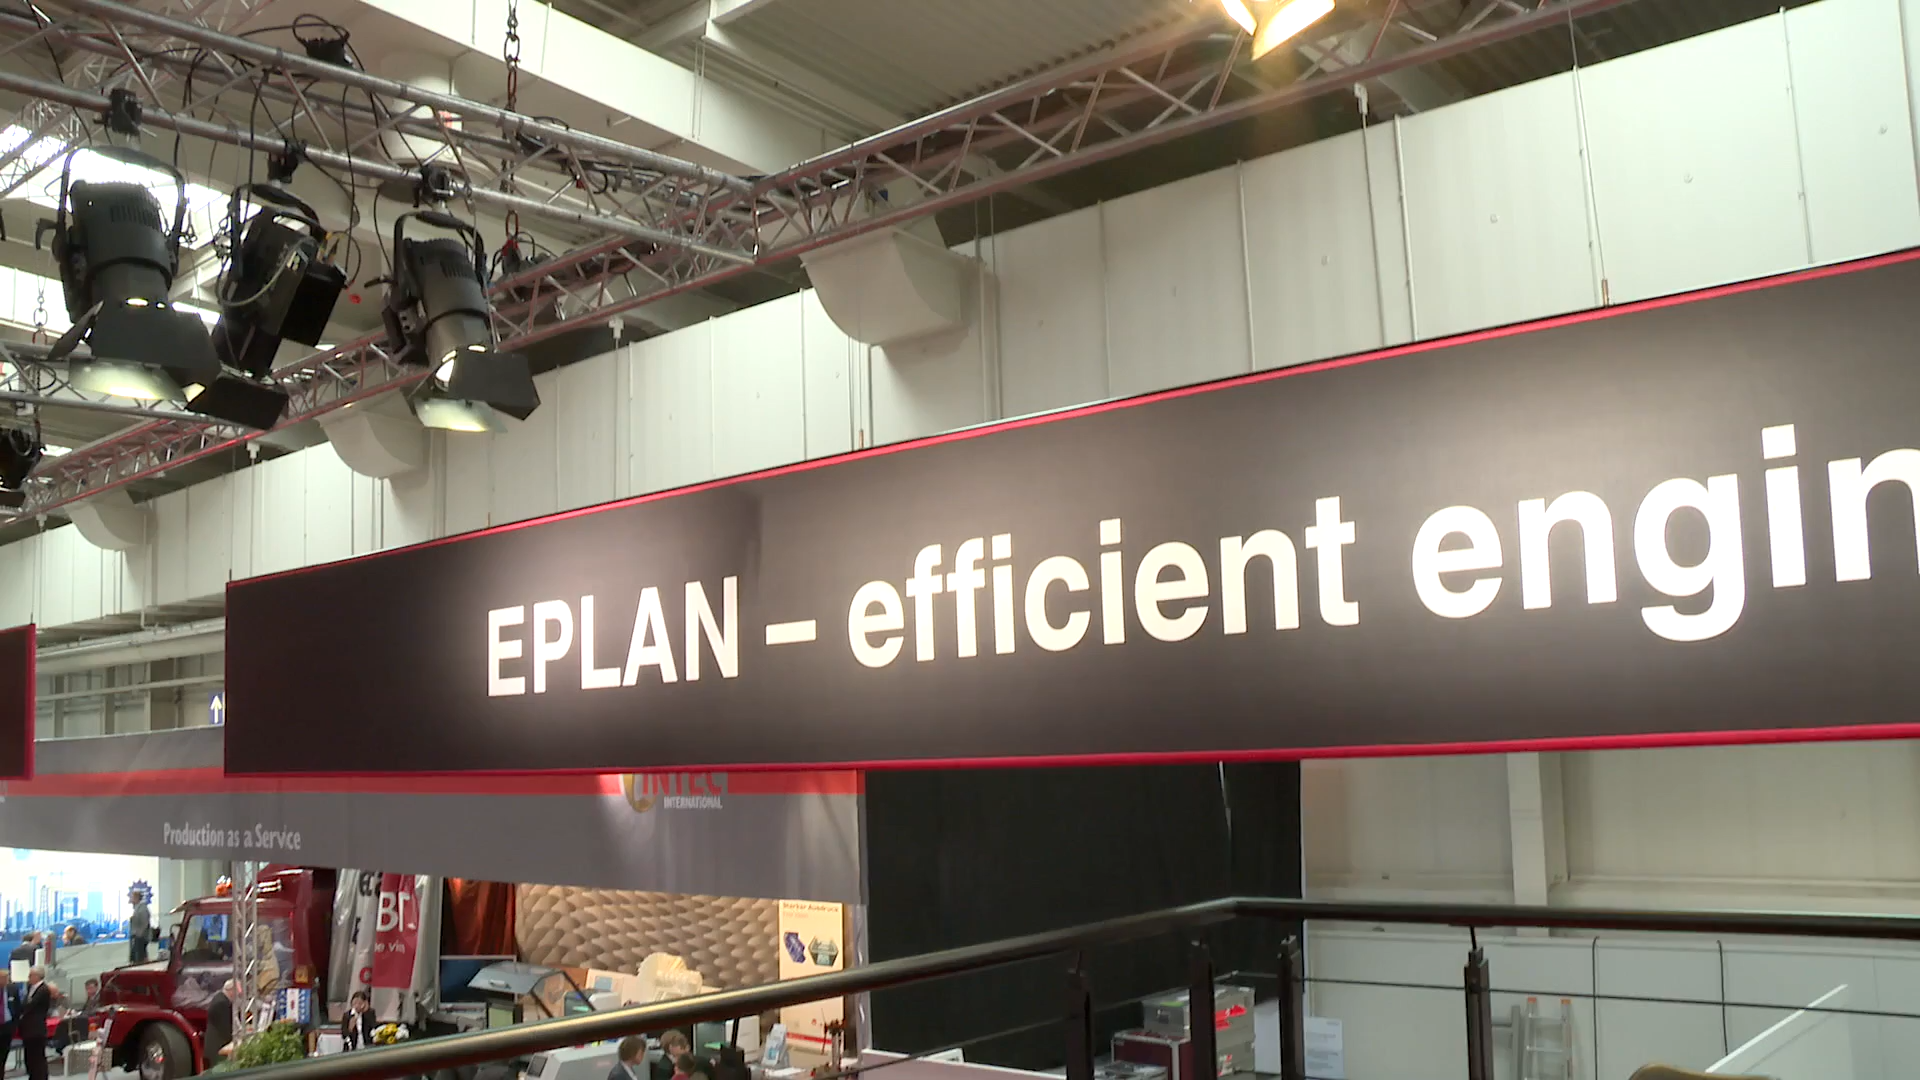 EPLAN – efficient engin
INTEC
INTERNATIONAL
Production as a Service